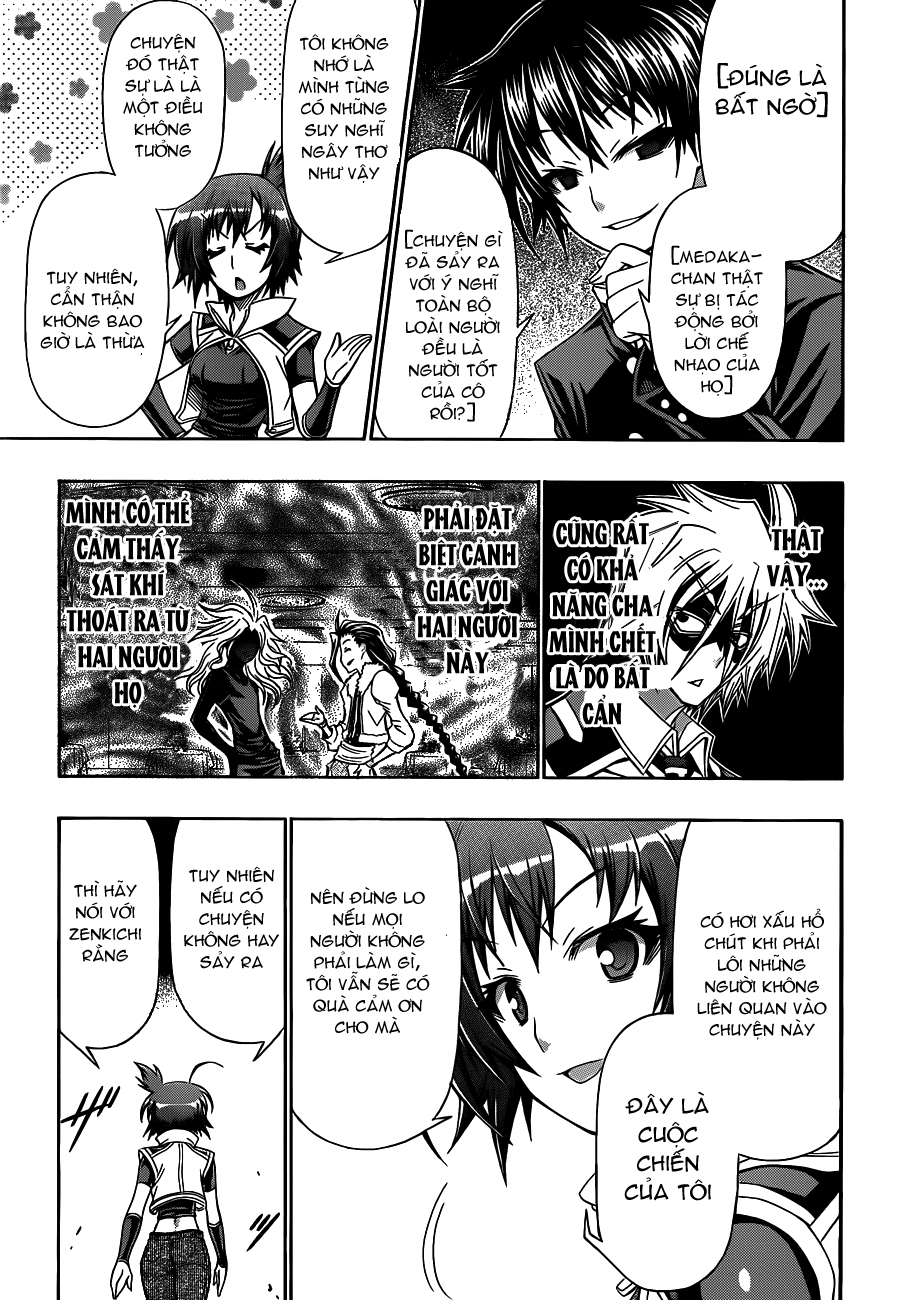 [ĐÚNG LÀ
BẤT NGỜ]
[MEDAKA-
CHAN THẬT
SỰ BỊ TÁC
ĐỘNG BỞI
LỜI CHẾ
NHẠO CỦA
HỌ]
[CHUYỆN GÌ
ĐÃ SẢY RA
VỚI Ý NGHĨ
TOÀN BỘ
LOÀI NGƯỜI
ĐỀU LÀ
NGƯỜI TỐT
CỦA CÔ
RỒI?]
TÔI KHÔNG
NHỚ LÀ
MÌNH TỪNG
CÓ NHỮNG
SUY NGHĨ
NGÂY THƠ
NHƯ VẬY
CHUYỆN
ĐÓ THẬT
SỰ LÀ LÀ
MỘT ĐIỀU
KHÔNG
TƯỞNG
TUY NHIÊN,
CẨN THẬN
KHÔNG BAO
GIỜ LÀ THỪA
THẬT
VẬY...
CŨNG RẤT
CÓ KHẢ
NĂNG CHA
MÌNH CHẾT
LÀ DO BẤT
CẨN
PHẢI ĐẶT
BIỆT CẢNH
GIÁC VỚI
HAI NGƯỜI
NÀY
MÌNH CÓ THỂ
CẢM THẤY
SÁT KHÍ
THOÁT RA TỪ
HAI NGƯỜI
HỌ
CÓ HƠI XẤU HỔ
CHÚT KHI PHẢI
LÔI NHỮNG
NGƯỜI KHÔNG
LIÊN QUAN VÀO
CHUYỆN NÀY
ĐÂY LÀ
CUỘC
CHIẾN
CỦA TÔI
NÊN ĐỪNG LO
NẾU MỌI
NGƯỜI KHÔNG
PHẢI LÀM GÌ,
TÔI VẪN SẼ CÓ
QUÀ CẢM ƠN
CHO MÀ
TUY NHIÊN
NẾU CÓ
CHUYỆN
KHÔNG HAY
SẢY RA
THÌ HÃY
NÓI VỚI
ZENKICHI
RẰNG